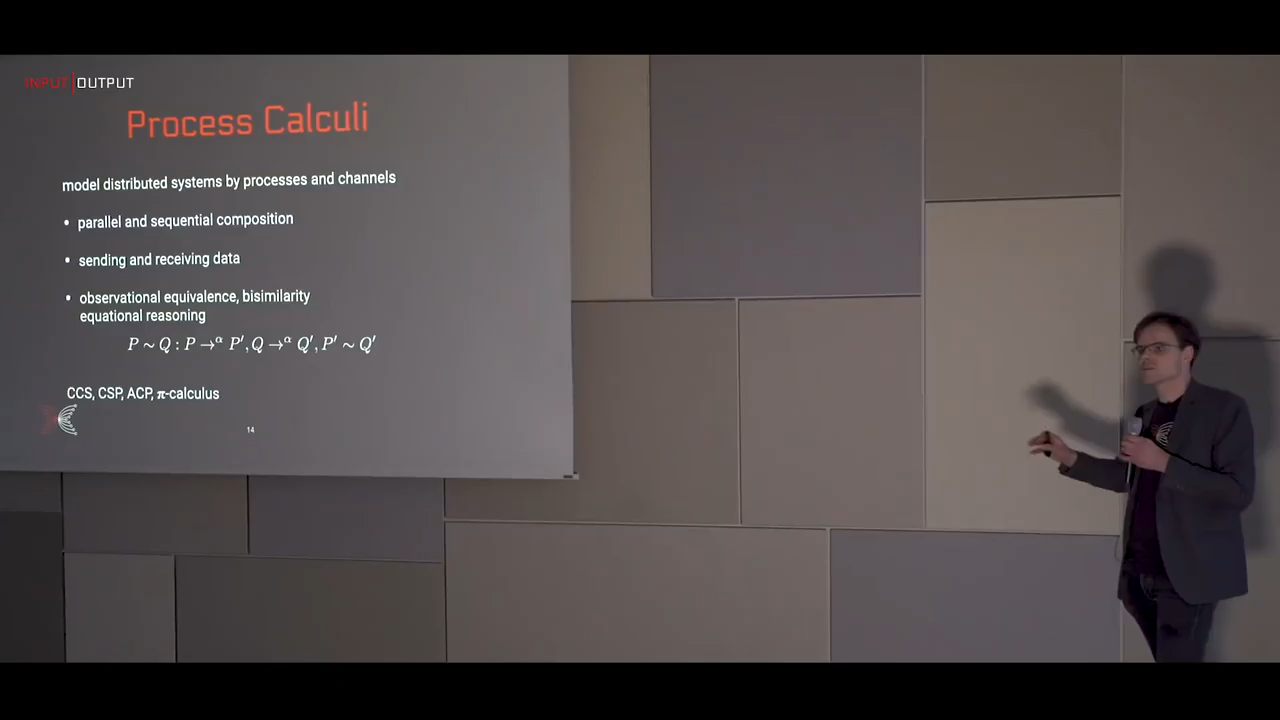 INPUT|OUTPUT
Process Calculi
model distributed systems by processes and channels
• parallel and sequential composition
• sending and receiving data
• observational equivalence, bisimilarity
equational reasoning
P ∼ Q : P →ᵅ P′, Q →ᵅ Q′, P′ ∼ Q′
CCS, CSP, ACP, π-calculus
14